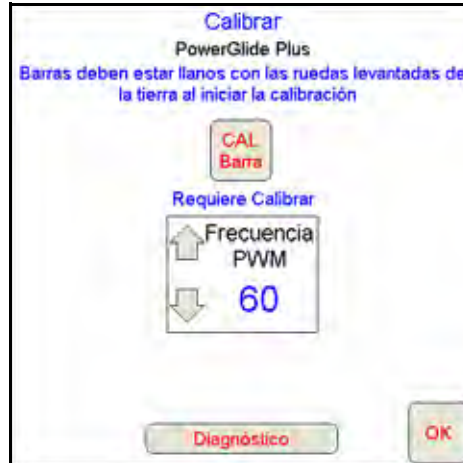 Calibrar
PowerGlide Plus
Barras deben estar llanos con las ruedas levantadas de
la tierra al iniciar la calibración
CAL
Barra
Requiere Calibrar
Frecuencia
PWM
60
OK
Diagnóstico